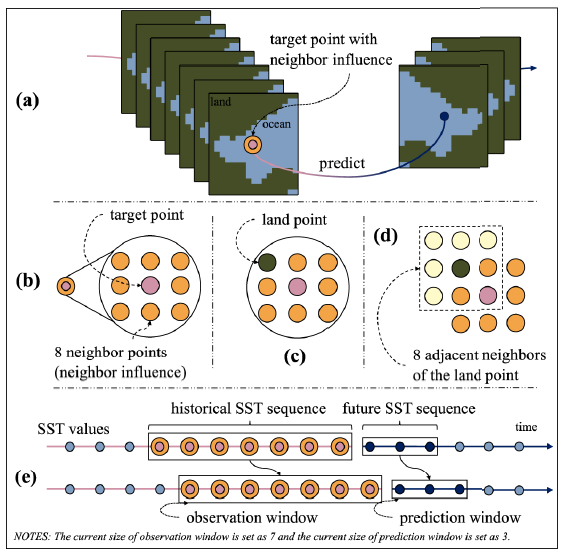 target point with
neighbor influence
(a)
land
ocean
predict
target point
land point
(d)
(b)
8 neighbor points
(neighbor influence)
(c)
8 adjacent neighbors
of the land point
historical SST sequence
future SST sequence
SST values
time
(e)
observation window
prediction window
NOTES: The current size of observation window is set as 7 and the current size of prediction window is set as 3.